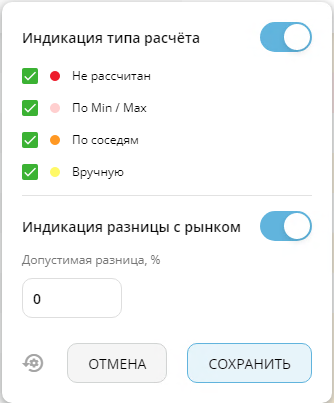 Индикация типа расчёта
Не рассчитан
По Min / Max
По соседям
Вручную
Индикация разницы с рынком
Допустимая разница, %
0
ОТМЕНА
СОХРАНИТЬ